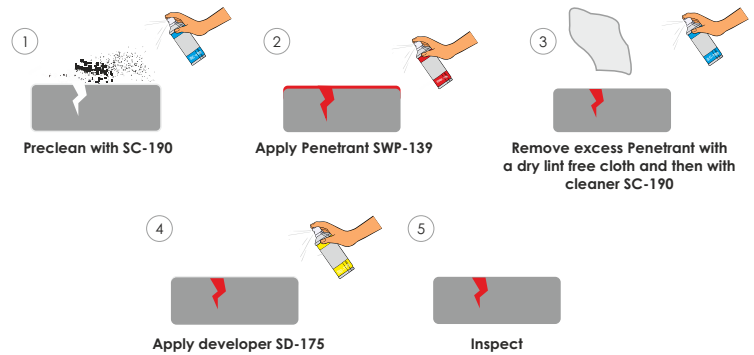 1
Preclean with SC-190
2
Apply Penetrant SWP-139
3
Remove excess Penetrant with
a dry lint free cloth and then with
cleaner SC-190
4
Apply developer SD-175
5
Inspect